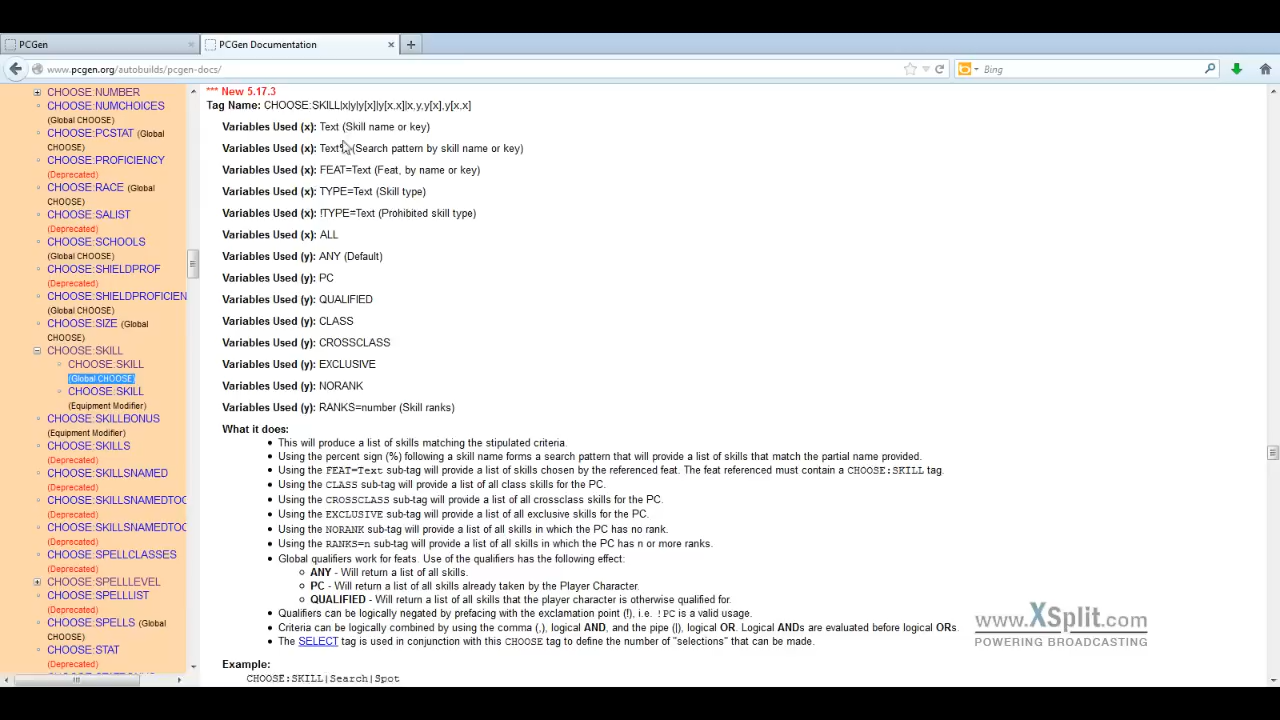 PCGen
PCGen Documentation
www.pcgen.org/autobuilds/pcgen-docs/
Bing
CHOOSE:NUMBER
CHOOSE:NUMCHOICES
(Global CHOOSE)
CHOOSE:PCSTAT (Global
CHOOSE)
CHOOSE:PROFICIENCY
(Deprecated)
CHOOSE:RACE (Global
CHOOSE)
CHOOSE:SALIST
(Deprecated)
CHOOSE:SCHOOLS
(Global CHOOSE)
CHOOSE:SHIELDPROF
(Deprecated)
CHOOSE:SHIELDPROFICIEN
(Global CHOOSE)
CHOOSE:SIZE (Global
CHOOSE)
CHOOSE:SKILL
CHOOSE:SKILL
(Global CHOOSE)
CHOOSE:SKILL
(Equipment Modifier)
CHOOSE:SKILLBONUS
(Equipment Modifier)
CHOOSE:SKILLS
(Deprecated)
CHOOSE:SKILLSNAMED
(Deprecated)
CHOOSE:SKILLSNAMEDTOC
(Deprecated)
CHOOSE:SKILLSNAMEDTOC
(Deprecated)
CHOOSE:SPELLCLASSES
(Deprecated)
CHOOSE:SPELLLEVEL
CHOOSE:SPELLLIST
(Deprecated)
CHOOSE:SPELLS (Global
CHOOSE)
CHOOSE:STAT
(Deprecated)
*** New 5.17.3
Tag Name: CHOOSE:SKILL|x|y|y[x]|y[x,x]|x,y,y[x],y[x,x]
Variables Used (x): Text (Skill name or key)
Variables Used (x): Text% (Search pattern by skill name or key)
Variables Used (x): FEAT=Text (Feat, by name or key)
Variables Used (x): TYPE=Text (Skill type)
Variables Used (x): !TYPE=Text (Prohibited skill type)
Variables Used (x): ALL
Variables Used (y): ANY (Default)
Variables Used (y): PC
Variables Used (y): QUALIFIED
Variables Used (y): CLASS
Variables Used (y): CROSSCLASS
Variables Used (y): EXCLUSIVE
Variables Used (y): NORANK
Variables Used (y): RANKS=number (Skill ranks)
What it does:
• This will produce a list of skills matching the stipulated criteria.
• Using the percent sign (%) following a skill name forms a search pattern that will provide a list of skills that match the partial name provided.
• Using the FEAT=Text sub-tag will provide a list of skills chosen by the referenced feat. The feat referenced must contain a CHOOSE:SKILL tag.
• Using the CLASS sub-tag will provide a list of all class skills for the PC.
• Using the CROSSCLASS sub-tag will provide a list of all crossclass skills for the PC.
• Using the EXCLUSIVE sub-tag will provide a list of all exclusive skills for the PC.
• Using the NORANK sub-tag will provide a list of all skills in which the PC has no rank.
• Using the RANKS=n sub-tag will provide a list of all skills in which the PC has n or more ranks.
• Global qualifiers work for feats. Use of the qualifiers has the following effect:
ANY - Will return a list of all skills.
PC - Will return a list of all skills already taken by the Player Character.
QUALIFIED - Will return a list of all skills that the player character is otherwise qualified for.
• Qualifiers can be logically negated by prefacing with the exclamation point (!), i.e. !PC is a valid usage.
• Criteria can be logically combined by using the comma (,), logical AND, and the pipe (|), logical OR. Logical ANDs are evaluated before logical ORs.
• The SELECT tag is used in conjunction with this CHOOSE tag to define the number of "selections" that can be made.
Example:
CHOOSE:SKILL|Search|Spot
www.XSplit.com
POWERING BROADCASTING